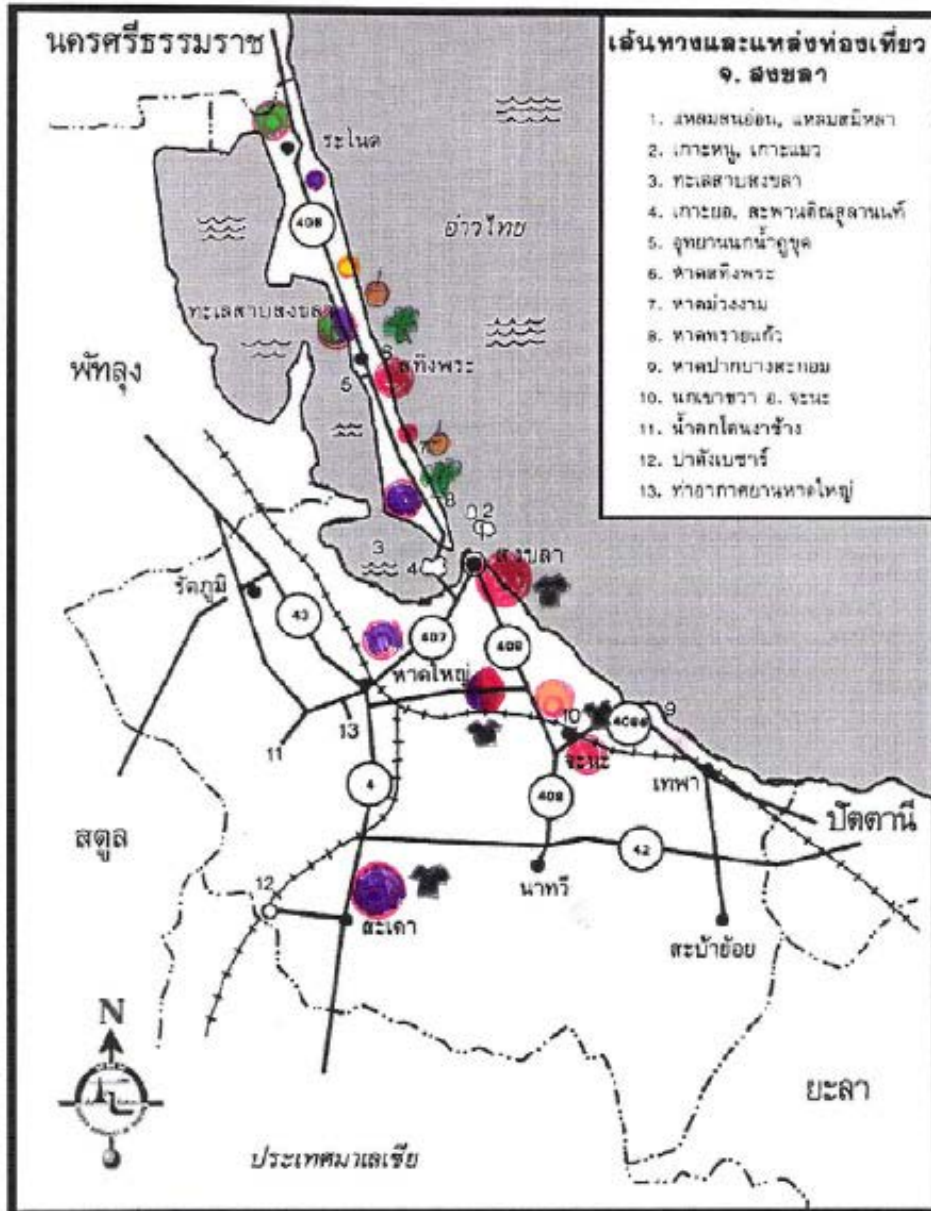 นครศรีธรรมราช
เส้นทางและแหล่งท่องเที่ยว
จ. สงขลา
1. แหลมสนอ่อน, แหลมสมิหลา
2. เกาะหนู, เกาะแมว
3. ทะเลสาบสงขลา
4. เกาะยอ, สะพานติณสูลานนท์
5. อุทยานนกน้ำคูขุด
6. หาดสทิงพระ
7. หาดม่วงงาม
8. หาดทรายแก้ว
9. หาดปากบางสะกอม
10. นกเขาชวา อ. จะนะ
11. น้ำตกโตนงาช้าง
12. ปาดังเบซาร์
13. ท่าอากาศยานหาดใหญ่
ระโนด
408
อ่าวไทย
ทะเลสาบสงขลา
พัทลุง
6
สทิงพระ
5
7
8
2
1
สงขลา
3
4
รัตภูมิ
43
407
408
หาดใหญ่
13
11
10
4086
9
จะนะ
เทพา
4
408
ปัตตานี
สตูล
42
นาทวี
12
สะเดา
สะบ้าย้อย
N
ยะลา
ประเทศมาเลเซีย